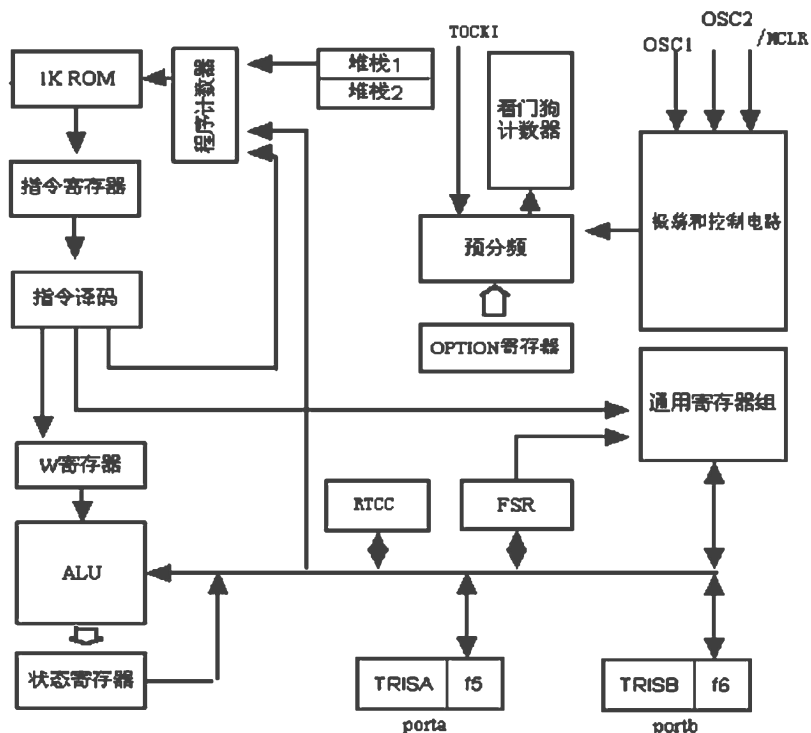 OSC2
TOCKI
/MCLR
OSC1
1K ROM
程序计数器
堆栈1
堆栈2
看门狗
计数器
指令寄存器
振荡和控制电路
预分频
指令译码
OPTION寄存器
通用寄存器组
W寄存器
RTCC
FSR
ALU
状态寄存器
TRISA f5
TRISB f6
porta
portb